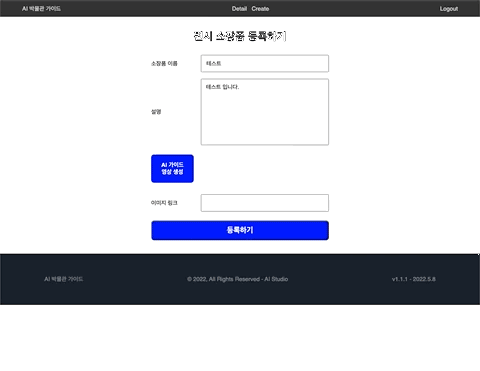 AI 박물관 가이드 Detail Create Logout
전시 소장품 등록하기
소장품 이름 테스트
테스트 입니다.
설명
AI 가이드
영상 생성
이미지 링크
등록하기
AI 박물관 가이드 © 2022, All Rights Reserved - AI Studio v1.1.1 - 2022.5.8